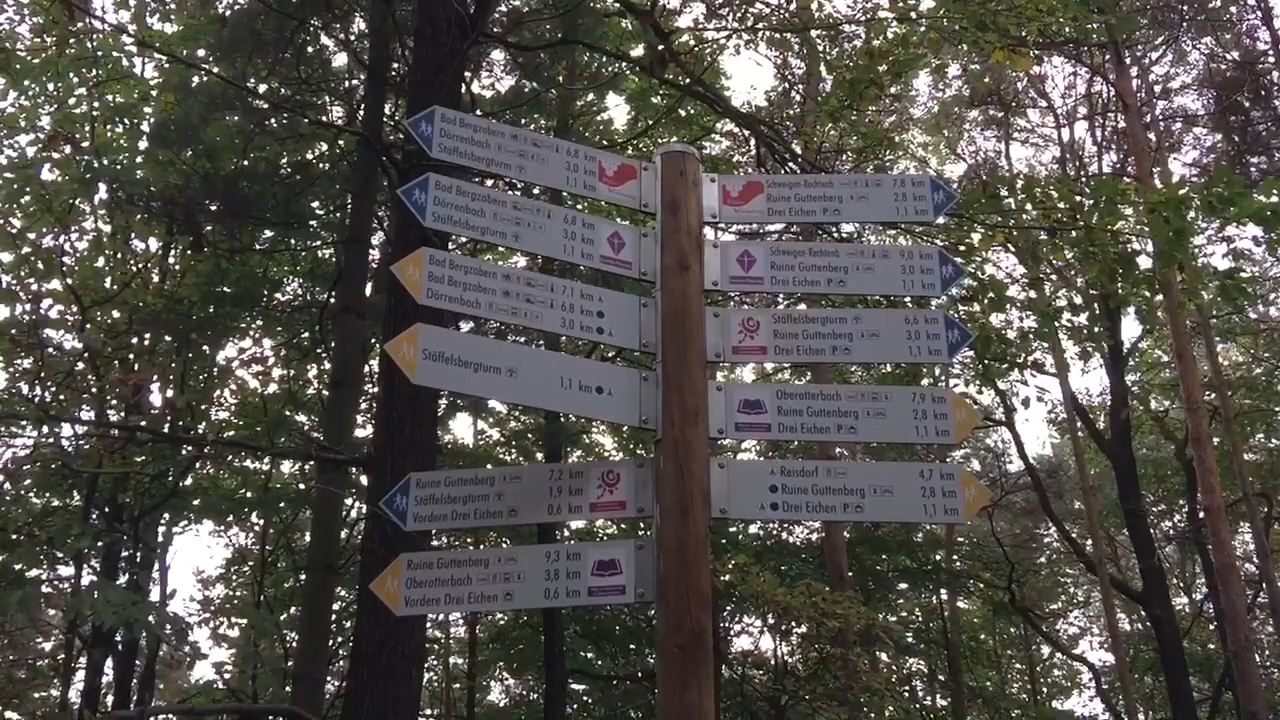 Bad Bergzabern 6,8 km
Dörrenbach 3,0 km
Stäffelsbergturm 1,1 km
Bad Bergzabern 6,8 km
Dörrenbach 3,0 km
Stäffelsbergturm 1,1 km
Bad Bergzabern 7,1 km
Bad Bergzabern 6,8 km
Dörrenbach 3,0 km
Stäffelsbergturm 1,1 km
Ruine Guttenberg 7,2 km
Stäffelsbergturm 1,9 km
Vordere Drei Eichen 0,6 km
Ruine Guttenberg 9,3 km
Oberotterbach 3,8 km
Vordere Drei Eichen 0,6 km
Schweigen-Rechtenb 7,8 km
Ruine Guttenberg 2,8 km
Drei Eichen P 1,1 km
Schweigen-Rechtenb 9,0 km
Ruine Guttenberg 3,0 km
Drei Eichen P 1,1 km
Stäffelsbergturm 6,6 km
Ruine Guttenberg 3,0 km
Drei Eichen P 1,1 km
Oberotterbach 7,9 km
Ruine Guttenberg 2,8 km
Drei Eichen P 1,1 km
Reisdorf 4,7 km
Ruine Guttenberg 2,8 km
Drei Eichen P 1,1 km